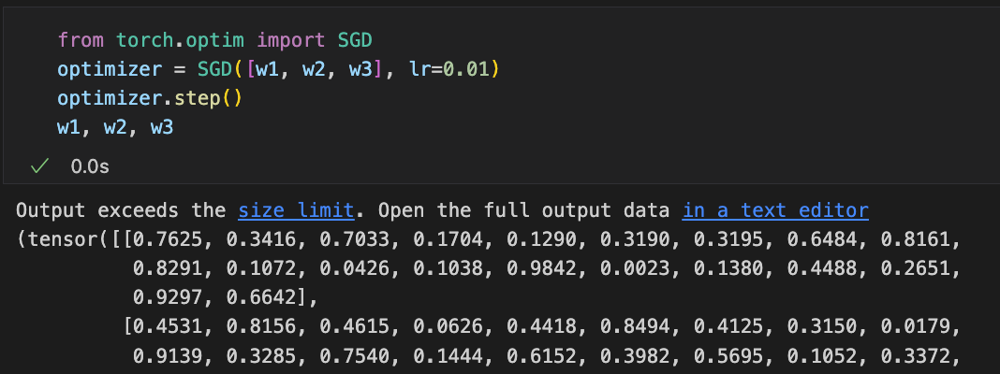 from torch.optim import SGD
optimizer = SGD([w1, w2, w3], lr=0.01)
optimizer.step()
w1, w2, w3
0.0s
Output exceeds the size limit. Open the full output data in a text editor
(tensor([[0.7625, 0.3416, 0.7033, 0.1704, 0.1290, 0.3190, 0.3195, 0.6484, 0.8161,
0.8291, 0.1072, 0.0426, 0.1038, 0.9842, 0.0023, 0.1380, 0.4488, 0.2651,
0.9297, 0.6642],
[0.4531, 0.8156, 0.4615, 0.0626, 0.4418, 0.8494, 0.4125, 0.3150, 0.0179,
0.9139, 0.3285, 0.7540, 0.1444, 0.6152, 0.3982, 0.5695, 0.1052, 0.3372,